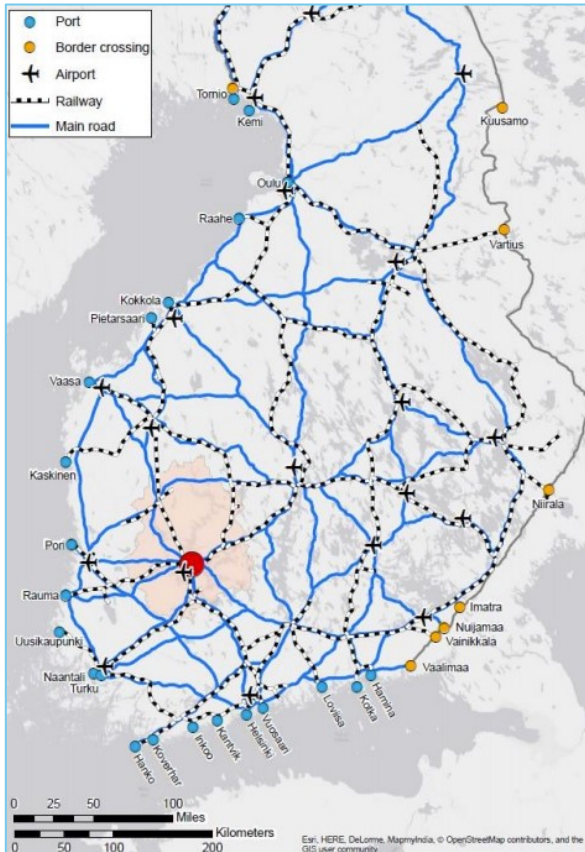 Port
Border crossing
Airport
Railway
Main road
Tornio
Kemi
Kuusamo
Oulu
Raahe
Vartius
Kokkola
Pietarsaari
Vaasa
Kaskinen
Niirala
Pori
Rauma
Imatra
Nuijamaa
Vainikkala
Uusikaupunki
Vaalimaa
Naantali
Turku
Hamina
Kotka
Loviisa
Vuosaari
Helsinki
Kantvik
Inkoo
Koverhar
Hanko
0 25 50 100
Miles
Kilometers
0 50 100 200
Esri, HERE, DeLorme, MapmyIndia, © OpenStreetMap contributors, and the
GIS user community